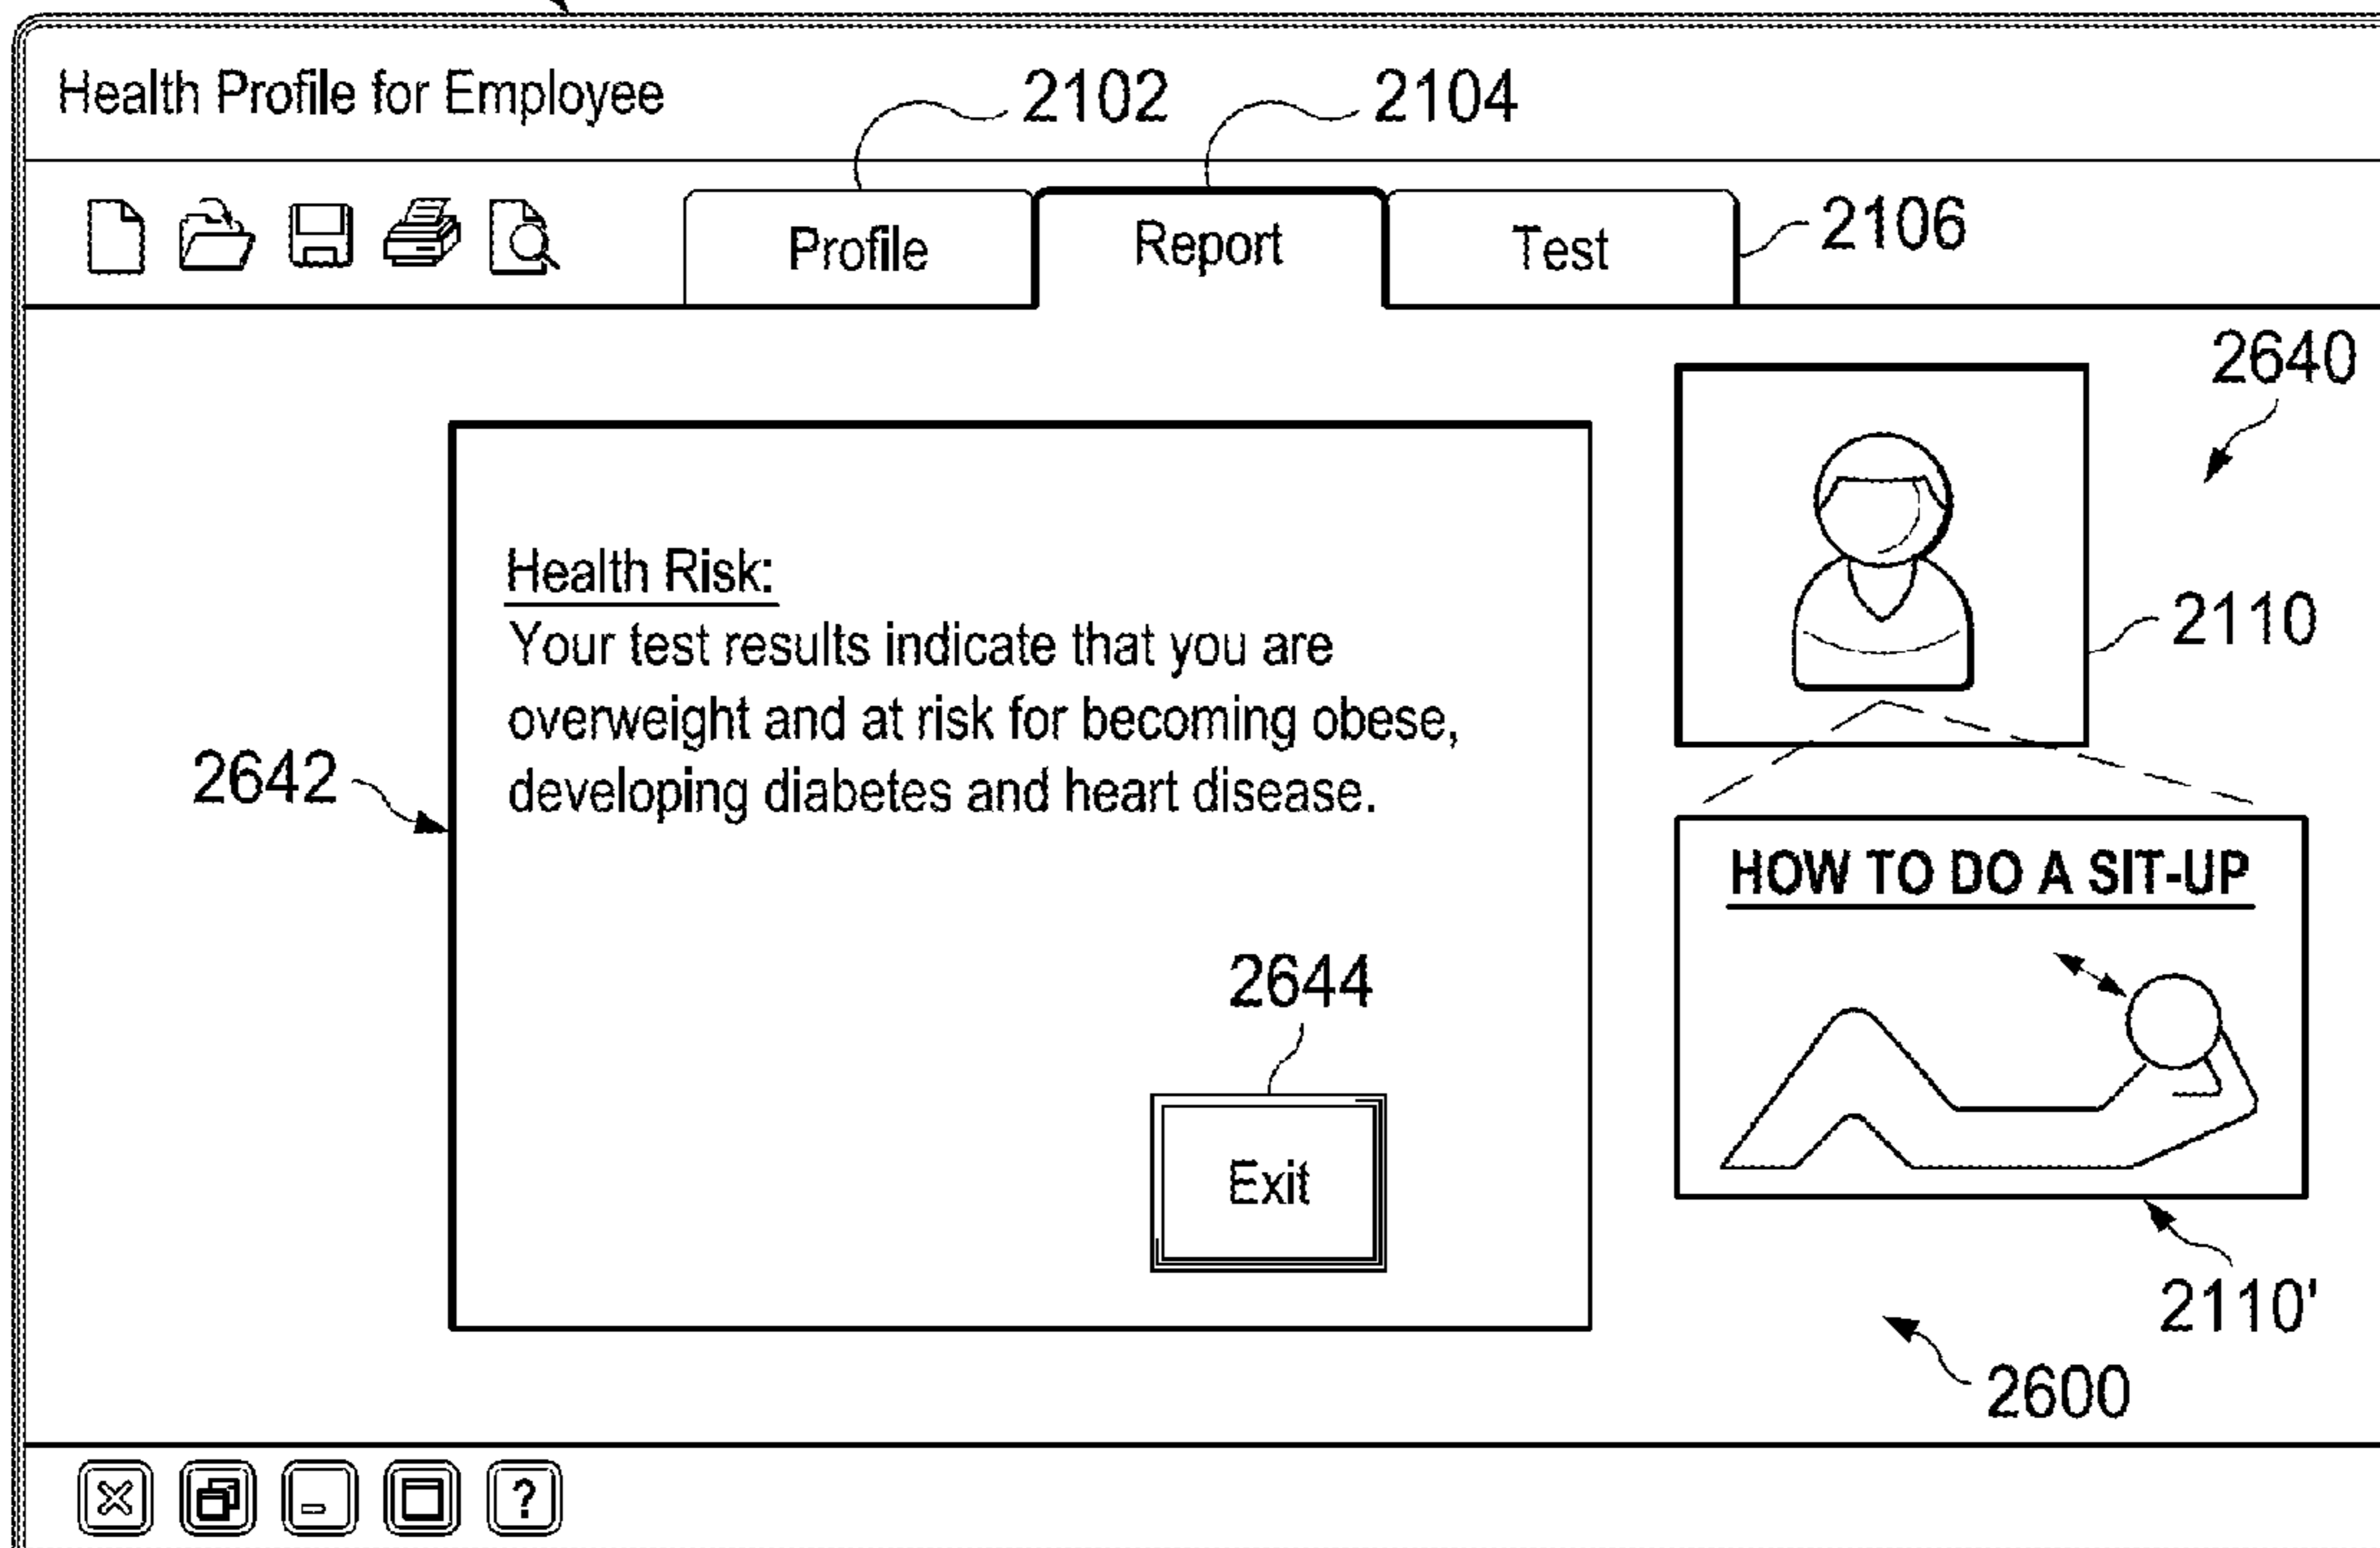 Health Profile for Employee
2102
2104
Profile
Report
Test
2106
2640
Health Risk:
Your test results indicate that you are
overweight and at risk for becoming obese,
developing diabetes and heart disease.
2110
2642
HOW TO DO A SIT-UP
2644
Exit
2110'
2600
?